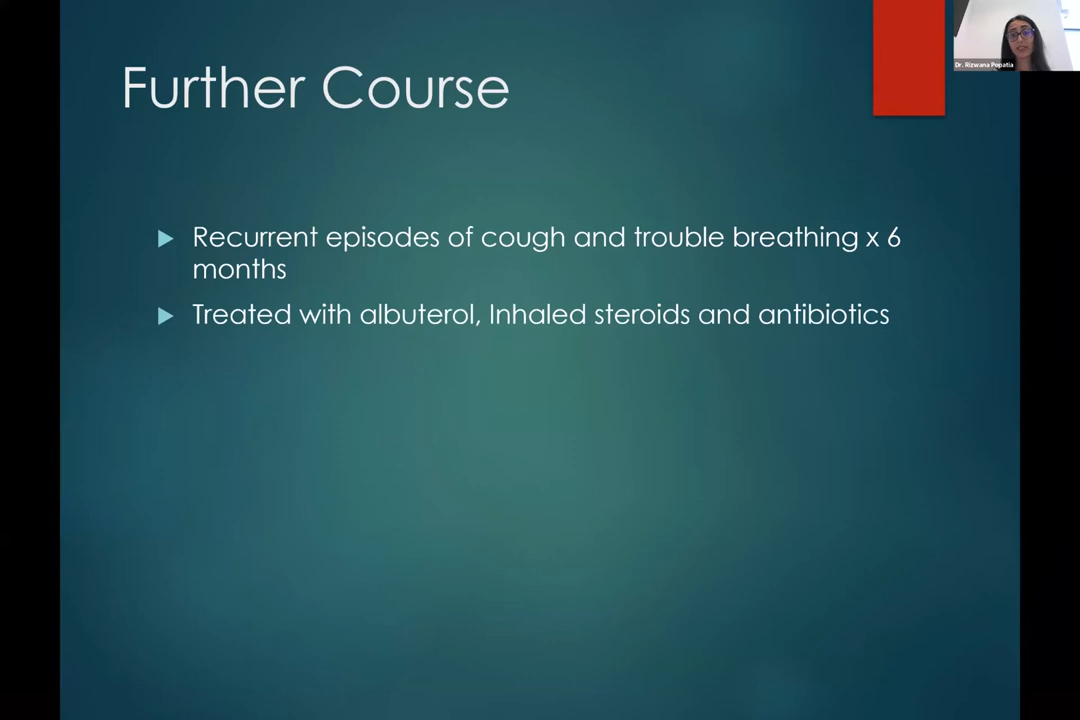 Dr. Rizwana Popatia
Further Course
Recurrent episodes of cough and trouble breathing x 6
months
Treated with albuterol, Inhaled steroids and antibiotics